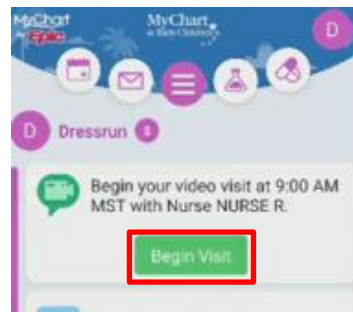 MyChart
by Epic
MyChart
D
D
Dressrun
Begin your video visit at 9:00 AM
MST with Nurse NURSE R.
Begin Visit